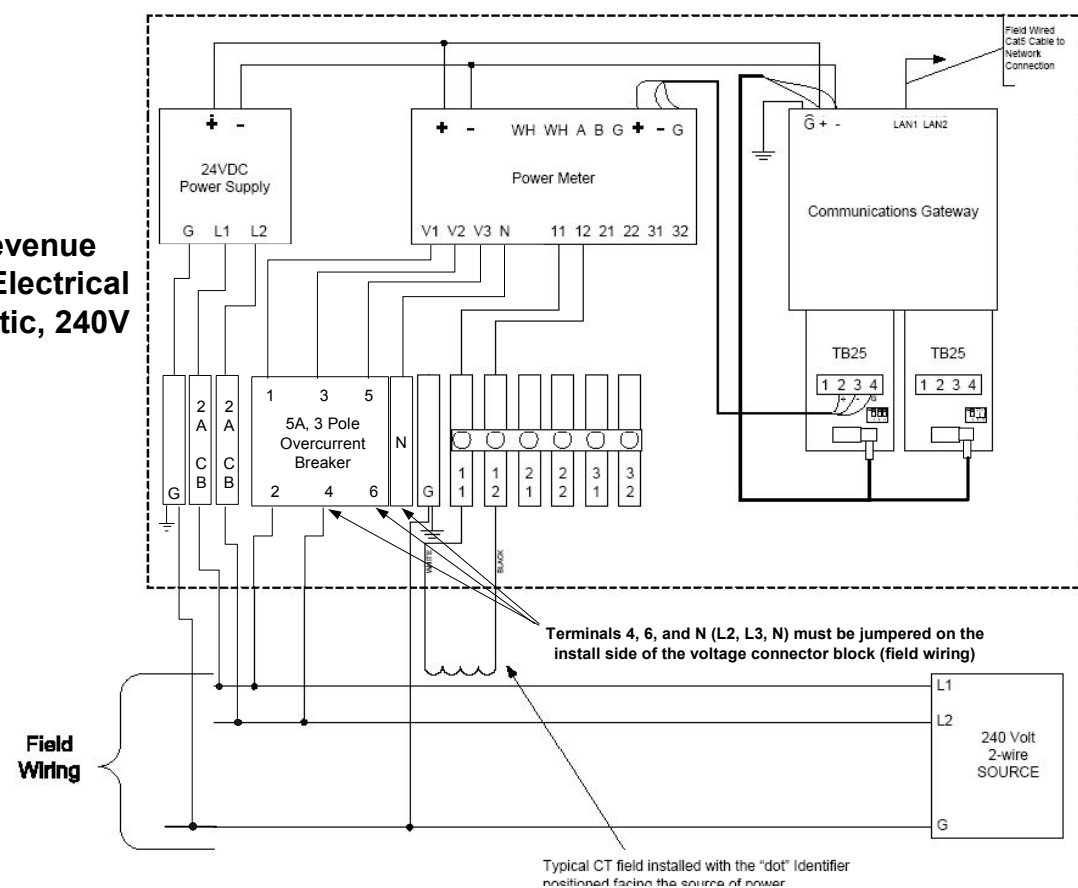 Field Wired
Cat5 Cable to
Network
Connection
+ -
24VDC
Power Supply
G L1 L2
+ - WH WH A B G + - G
Power Meter
V1 V2 V3 N 11 12 21 22 31 32
G + - LAN1 LAN2
Communications Gateway
evenue
Electrical
tic, 240V
TB25
1 2 3 4
+ - G
TB25
1 2 3 4
G
2
A
C
B
2
A
C
B
1 3 5
5A, 3 Pole
Overcurrent
Breaker
2 4 6
N
G
1
1
1
2
2
1
2
2
3
1
3
2
WHITE
BLACK
Terminals 4, 6, and N (L2, L3, N) must be jumpered on the
install side of the voltage connector block (field wiring)
Field
Wiring
L1
L2
240 Volt
2-wire
SOURCE
G
Typical CT field installed with the "dot" Identifier
positioned facing the source of power